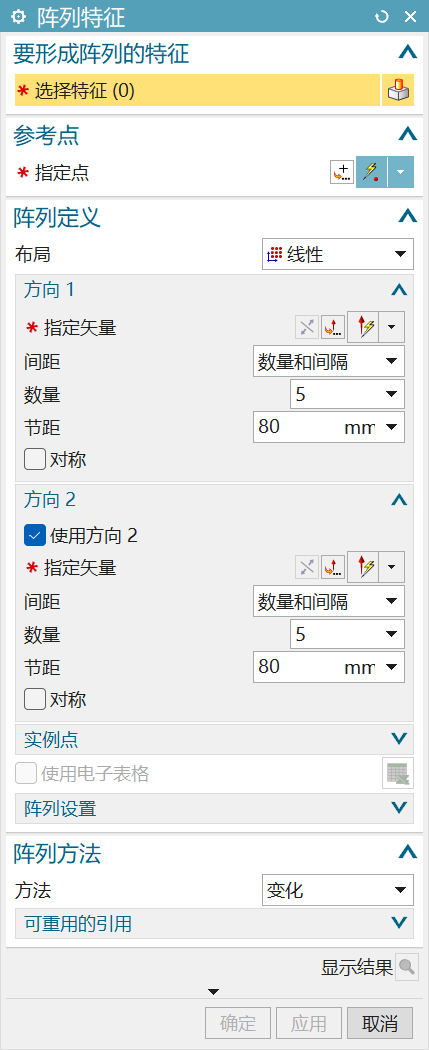 阵列特征
要形成阵列的特征
* 选择特征 (0)
参考点
* 指定点
阵列定义
布局 线性
方向 1
* 指定矢量
间距 数量和间隔
数量 5
节距 80 mm
对称
方向 2
使用方向 2
* 指定矢量
间距 数量和间隔
数量 5
节距 80 mm
对称
实例点
使用电子表格
阵列设置
阵列方法
方法 变化
可重用的引用
显示结果
确定 应用 取消